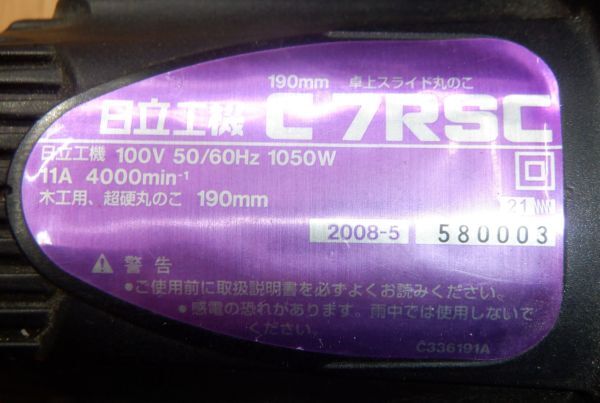 190mm 卓上スライド丸のこ
日立工機 C 7RSC
日立工機 100V 50/60Hz 1050W
11A 4000min-1
木工用、超硬丸のこ 190mm
21
2008-5 580003
警告
•ご使用前に取扱説明書を必ずよくお読みください。
•感電の恐れがあります。雨中では使用しないで
ください。
C336191A